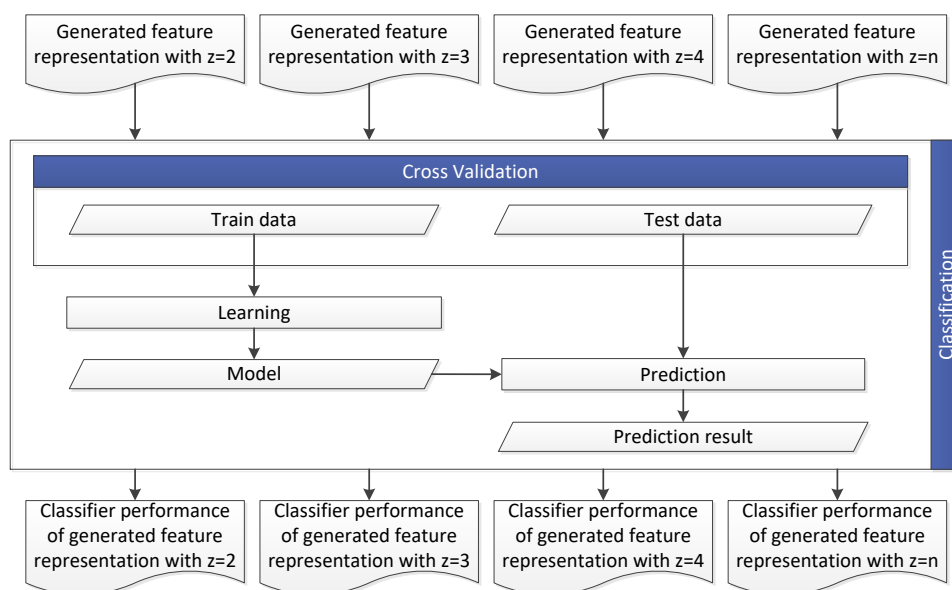 Generated feature
representation with z=2
Generated feature
representation with z=3
Generated feature
representation with z=4
Generated feature
representation with z=n
Cross Validation
Train data
Test data
Learning
Model
Prediction
Prediction result
Classification
Classifier performance
of generated feature
representation with z=2
Classifier performance
of generated feature
representation with z=3
Classifier performance
of generated feature
representation with z=4
Classifier performance
of generated feature
representation with z=n